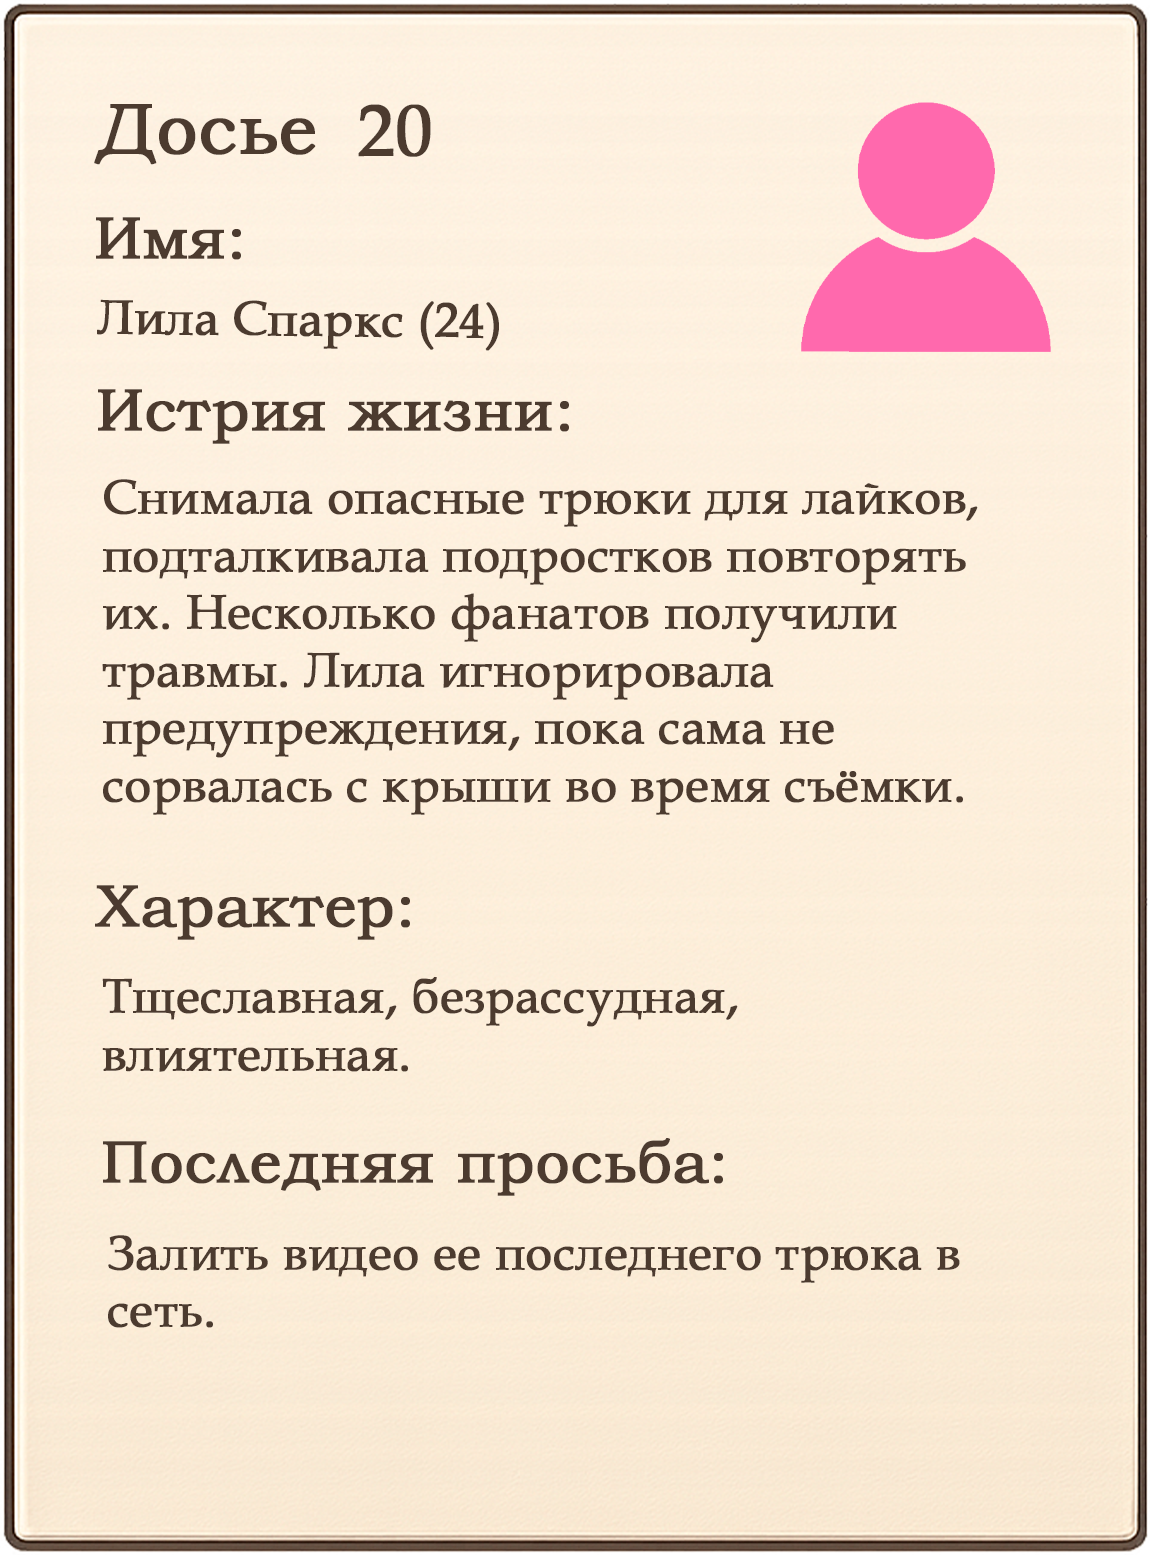 Досье 20
Имя:
Лила Спаркс (24)
Истрия жизни:
Снимала опасные трюки для лайков,
подталкивала подростков повторять
их. Несколько фанатов получили
травмы. Лила игнорировала
предупреждения, пока сама не
сорвалась с крыши во время съёмки.
Характер:
Тщеславная, безрассудная,
влиятельная.
Последняя просьба:
Залить видео ее последнего трюка в
сеть.